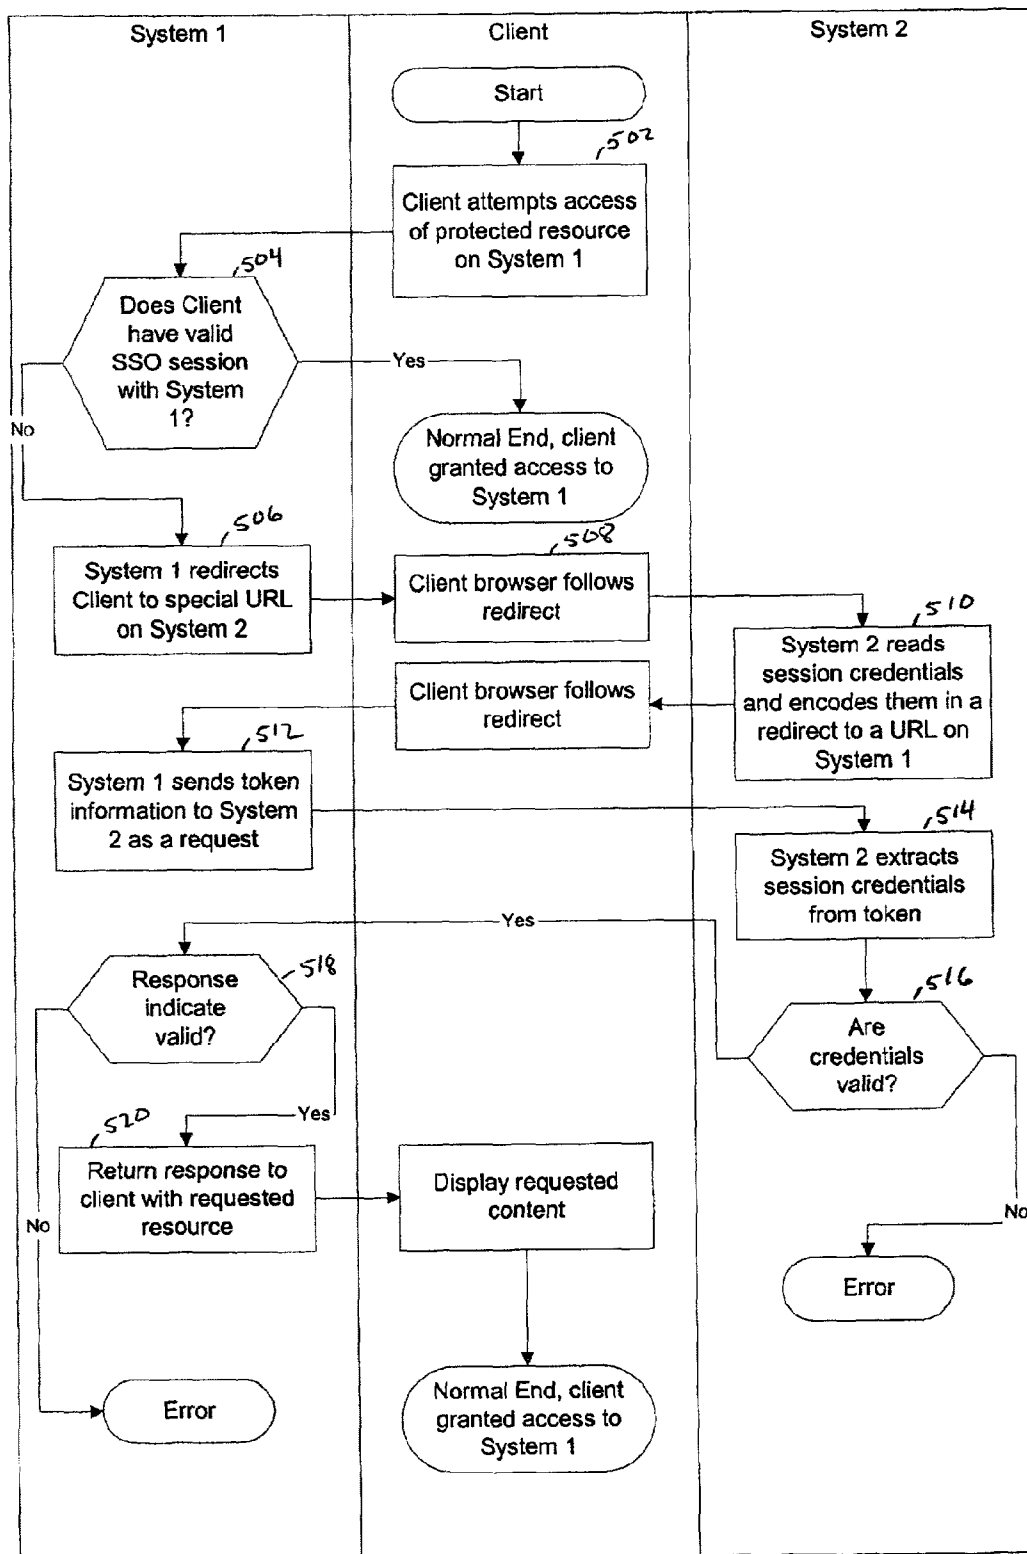 System 1
Client
System 2
Start
502
Client attempts access
of protected resource
on System 1
504
Does Client
have valid
SSO session
with System
1?
Yes
No
Normal End, client
granted access to
System 1
506
System 1 redirects
Client to special URL
on System 2
508
Client browser follows
redirect
510
System 2 reads
session credentials
and encodes them in a
redirect to a URL on
System 1
Client browser follows
redirect
512
System 1 sends token
information to System
2 as a request
514
System 2 extracts
session credentials
from token
Yes
518
Response
indicate
valid?
516
Are
credentials
valid?
Yes
520
Return response to
client with requested
resource
Display requested
content
No
No
Error
Error
Normal End, client
granted access to
System 1